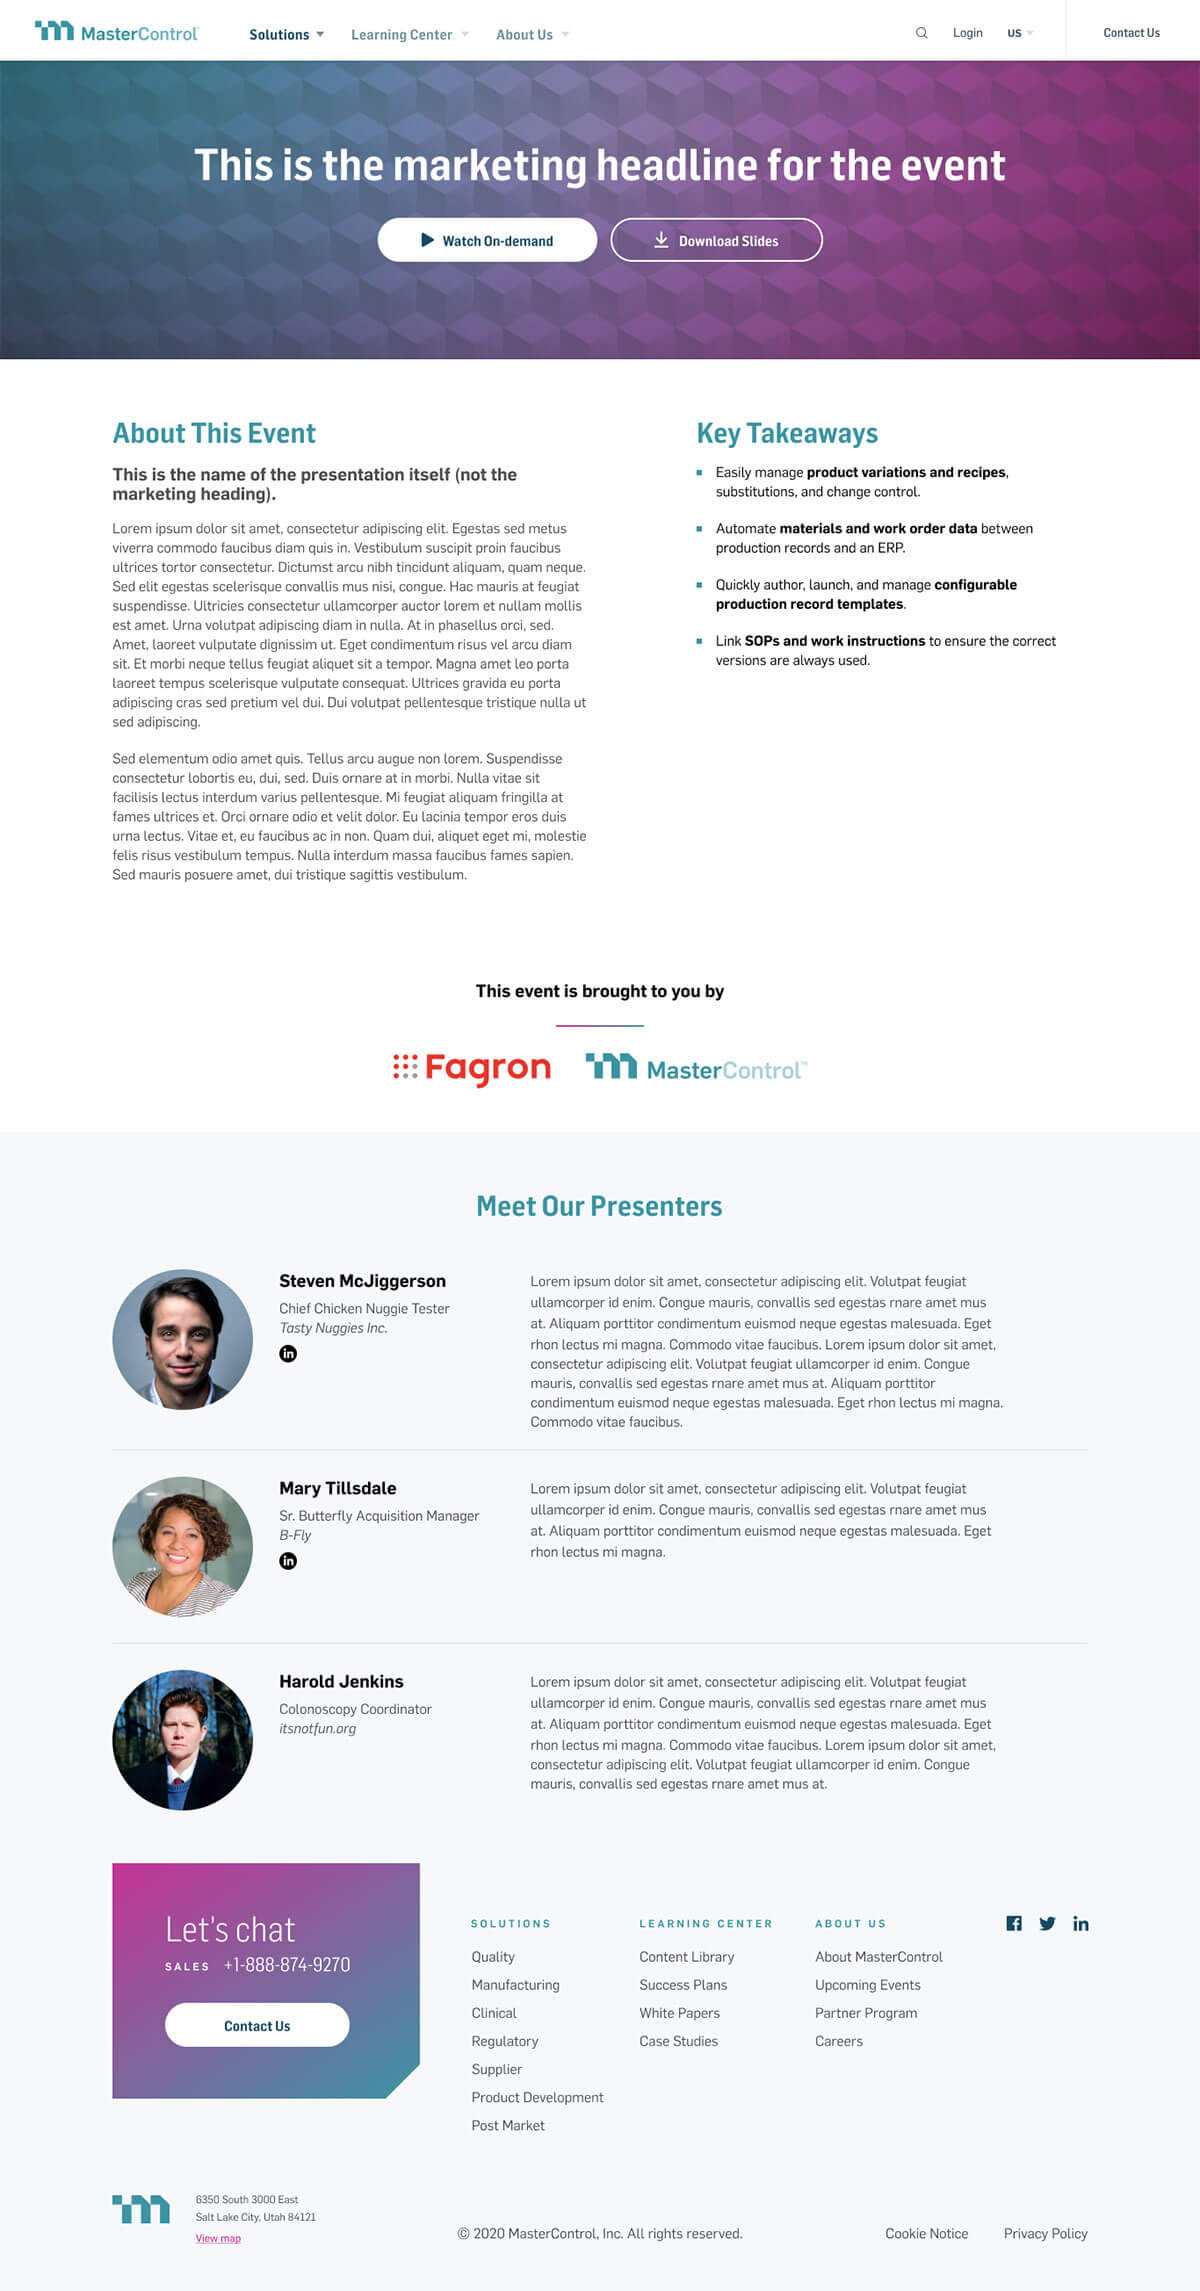 MasterControl
Solutions
Learning Center
About Us
Login
US
Contact Us
This is the marketing headline for the event
Watch On-demand
Download Slides
About This Event
This is the name of the presentation itself (not the
marketing heading).
Lorem ipsum dolor sit amet, consectetur adipiscing elit. Egestas sed metus
viverra commodo faucibus diam quis in. Vestibulum suscipit proin faucibus
ultrices tortor consectetur. Dictumst arcu nibh tincidunt aliquam, quam neque.
Sed elit egestas scelerisque convallis mus nisi, congue. Hac mauris at feugiat
suspendisse. Ultricies consectetur ullamcorper auctor lorem et nullam mollis
est amet. Urna volutpat adipiscing diam in nulla. At in phasellus orci, sed.
Amet, laoreet vulputate dignissim ut. Eget condimentum risus vel arcu diam
sit. Et morbi neque tellus feugiat aliquet sit a tempor. Magna amet leo porta
laoreet tempus scelerisque vulputate consequat. Ultrices gravida eu porta
adipiscing cras sed pretium vel dui. Dui volutpat pellentesque tristique nulla ut
sed adipiscing.
Sed elementum odio amet quis. Tellus arcu augue non lorem. Suspendisse
consectetur lobortis eu, dui, sed. Duis ornare at in morbi. Nulla vitae sit
facilisis lectus interdum varius pellentesque. Mi feugiat aliquam fringilla at
fames ultrices et. Orci ornare odio et velit dolor. Eu lacinia tempor eros duis
urna lectus. Vitae et, eu faucibus ac in non. Quam dui, aliquet eget mi, molestie
felis risus vestibulum tempus. Nulla interdum massa faucibus fames sapien.
Sed mauris posuere amet, dui tristique sagittis vestibulum.
Key Takeaways
Easily manage product variations and recipes,
substitutions, and change control.
Automate materials and work order data between
production records and an ERP.
Quickly author, launch, and manage configurable
production record templates.
Link SOPs and work instructions to ensure the correct
versions are always used.
This event is brought to you by
Fagron
MasterControl™
Meet Our Presenters
Steven McJiggerson
Chief Chicken Nuggie Tester
Tasty Nuggies Inc.
in
Lorem ipsum dolor sit amet, consectetur adipiscing elit. Volutpat feugiat
ullamcorper id enim. Congue mauris, convallis sed egestas rnare amet mus
at. Aliquam porttitor condimentum euismod neque egestas malesuada. Eget
rhon lectus mi magna. Commodo vitae faucibus. Lorem ipsum dolor sit amet,
consectetur adipiscing elit. Volutpat feugiat ullamcorper id enim. Congue
mauris, convallis sed egestas rnare amet mus at. Aliquam porttitor
condimentum euismod neque egestas malesuada. Eget rhon lectus mi magna.
Commodo vitae faucibus.
Mary Tillsdale
Sr. Butterfly Acquisition Manager
B-Fly
in
Lorem ipsum dolor sit amet, consectetur adipiscing elit. Volutpat feugiat
ullamcorper id enim. Congue mauris, convallis sed egestas rnare amet mus
at. Aliquam porttitor condimentum euismod neque egestas malesuada. Eget
rhon lectus mi magna.
Harold Jenkins
Colonoscopy Coordinator
itsnotfun.org
Lorem ipsum dolor sit amet, consectetur adipiscing elit. Volutpat feugiat
ullamcorper id enim. Congue mauris, convallis sed egestas rnare amet mus
at. Aliquam porttitor condimentum euismod neque egestas malesuada. Eget
rhon lectus mi magna. Commodo vitae faucibus. Lorem ipsum dolor sit amet,
consectetur adipiscing elit. Volutpat feugiat ullamcorper id enim. Congue
mauris, convallis sed egestas rnare amet mus at.
Let's chat
SALES +1-888-874-9270
Contact Us
SOLUTIONS
Quality
Manufacturing
Clinical
Regulatory
Supplier
Product Development
Post Market
LEARNING CENTER
Content Library
Success Plans
White Papers
Case Studies
ABOUT US
About MasterControl
Upcoming Events
Partner Program
Careers
in
6350 South 3000 East
Salt Lake City, Utah 84121
View map
© 2020 MasterControl, Inc. All rights reserved.
Cookie Notice
Privacy Policy